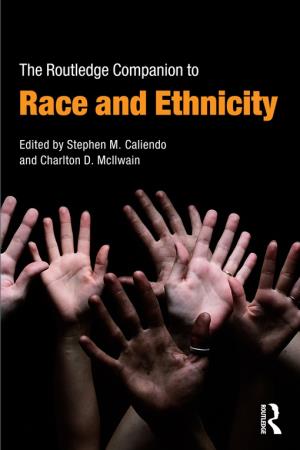 The Routledge Companion to
Race and Ethnicity
Edited by Stephen M. Caliendo
and Charlton D. McIlwain
ROUTLEDGE